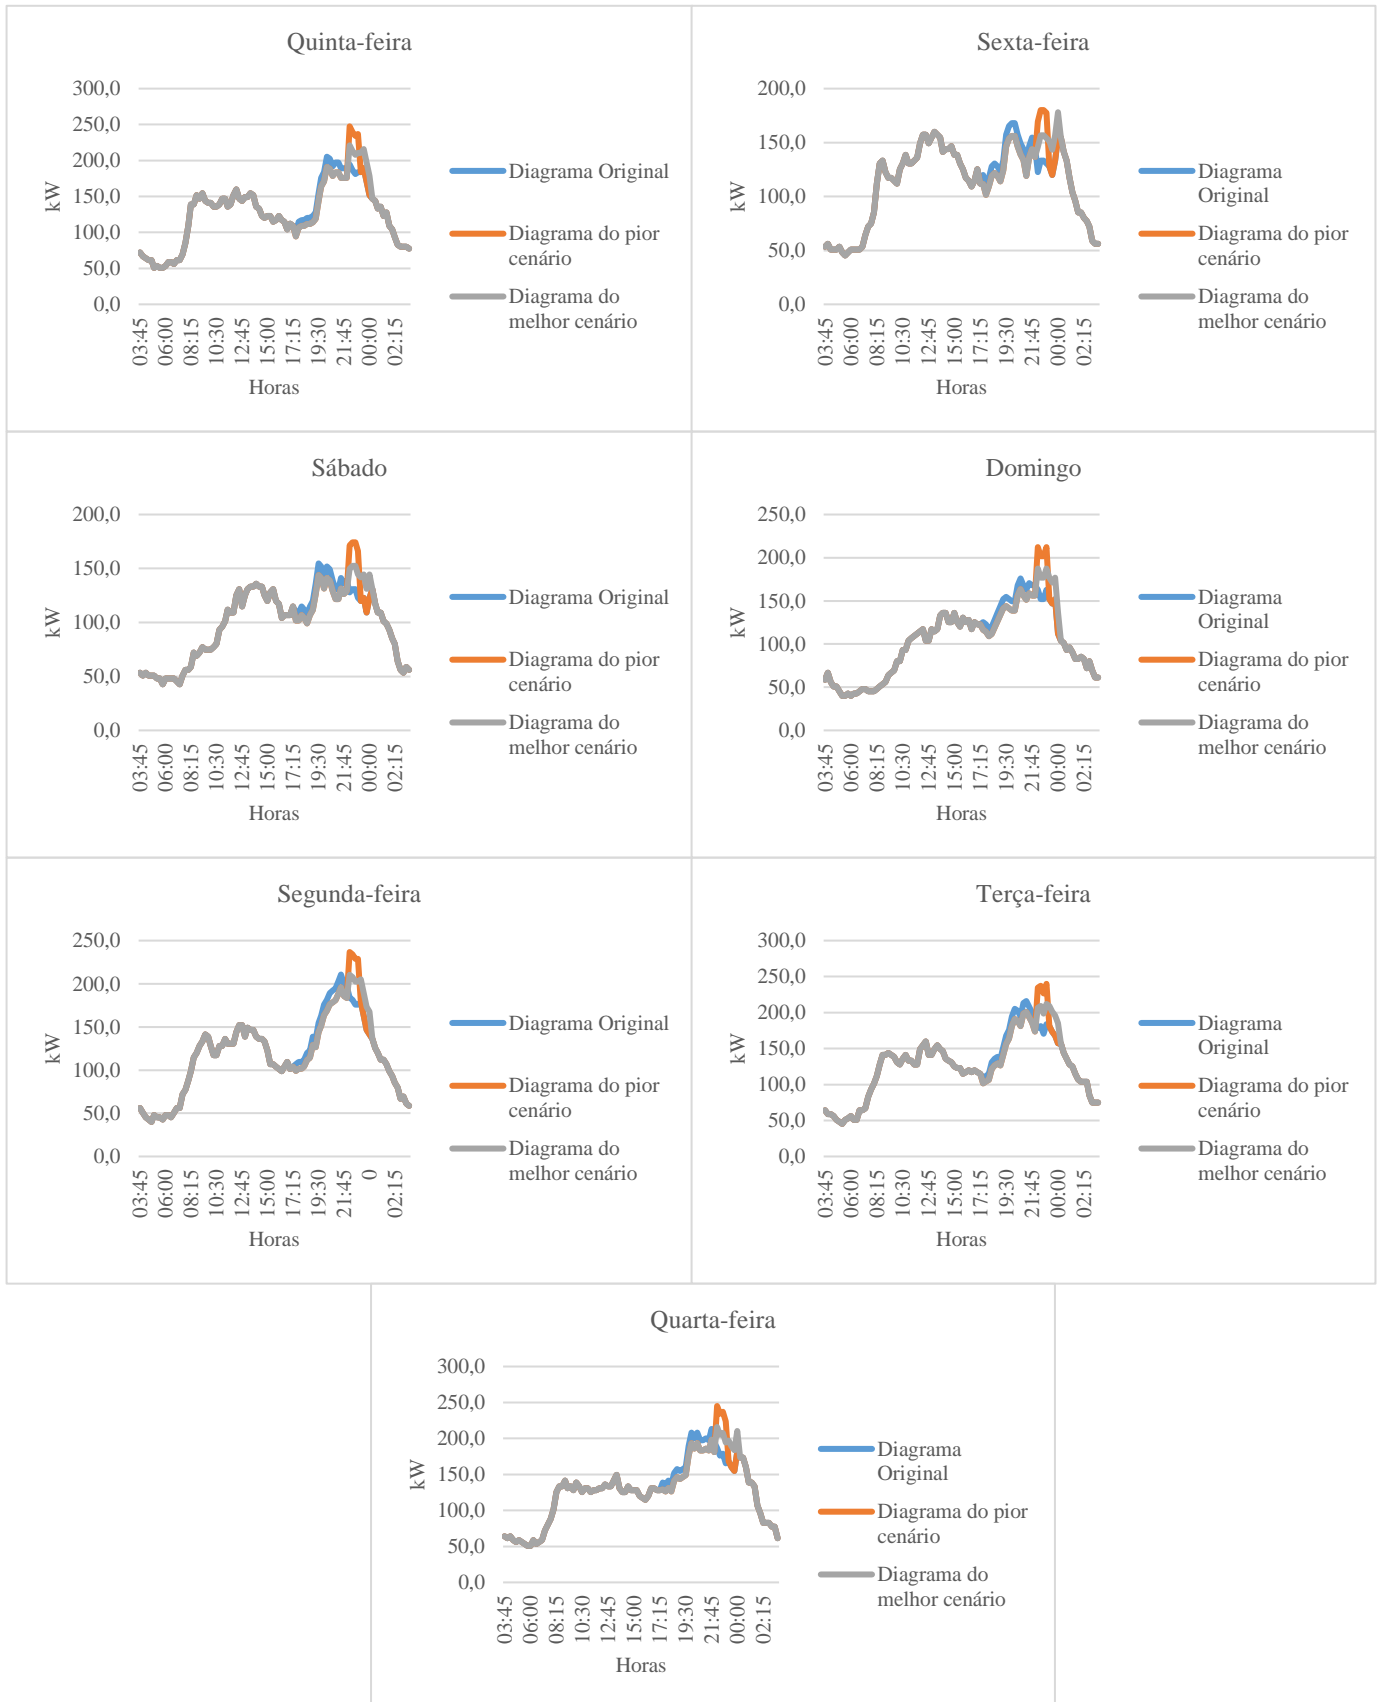 Quinta-feira
300,0
250,0
200,0
150,0
100,0
50,0
0,0
kW
03:45
06:00
08:15
10:30
12:45
15:00
17:15
19:30
21:45
00:00
02:15
Horas
Diagrama Original
Diagrama do pior
cenário
Diagrama do
melhor cenário
Sexta-feira
200,0
150,0
100,0
50,0
0,0
kW
03:45
06:00
08:15
10:30
12:45
15:00
17:15
19:30
21:45
00:00
02:15
Horas
Diagrama
Original
Diagrama do pior
cenário
Diagrama do
melhor cenário
Sábado
200,0
150,0
100,0
50,0
0,0
kW
03:45
06:00
08:15
10:30
12:45
15:00
17:15
19:30
21:45
00:00
02:15
Horas
Diagrama Original
Diagrama do pior
cenário
Diagrama do
melhor cenário
Domingo
250,0
200,0
150,0
100,0
50,0
0,0
kW
03:45
06:00
08:15
10:30
12:45
15:00
17:15
19:30
21:45
00:00
02:15
Horas
Diagrama
Original
Diagrama do pior
cenário
Diagrama do
melhor cenário
Segunda-feira
250,0
200,0
150,0
100,0
50,0
0,0
kW
03:45
06:00
08:15
10:30
12:45
15:00
17:15
19:30
21:45
0
02:15
Horas
Diagrama Original
Diagrama do pior
cenário
Diagrama do
melhor cenário
Terça-feira
300,0
250,0
200,0
150,0
100,0
50,0
0,0
kW
03:45
06:00
08:15
10:30
12:45
15:00
17:15
19:30
21:45
00:00
02:15
Horas
Diagrama
Original
Diagrama do pior
cenário
Diagrama do
melhor cenário
Quarta-feira
300,0
250,0
200,0
150,0
100,0
50,0
0,0
kW
03:45
06:00
08:15
10:30
12:45
15:00
17:15
19:30
21:45
00:00
02:15
Horas
Diagrama
Original
Diagrama do pior
cenário
Diagrama do
melhor cenário